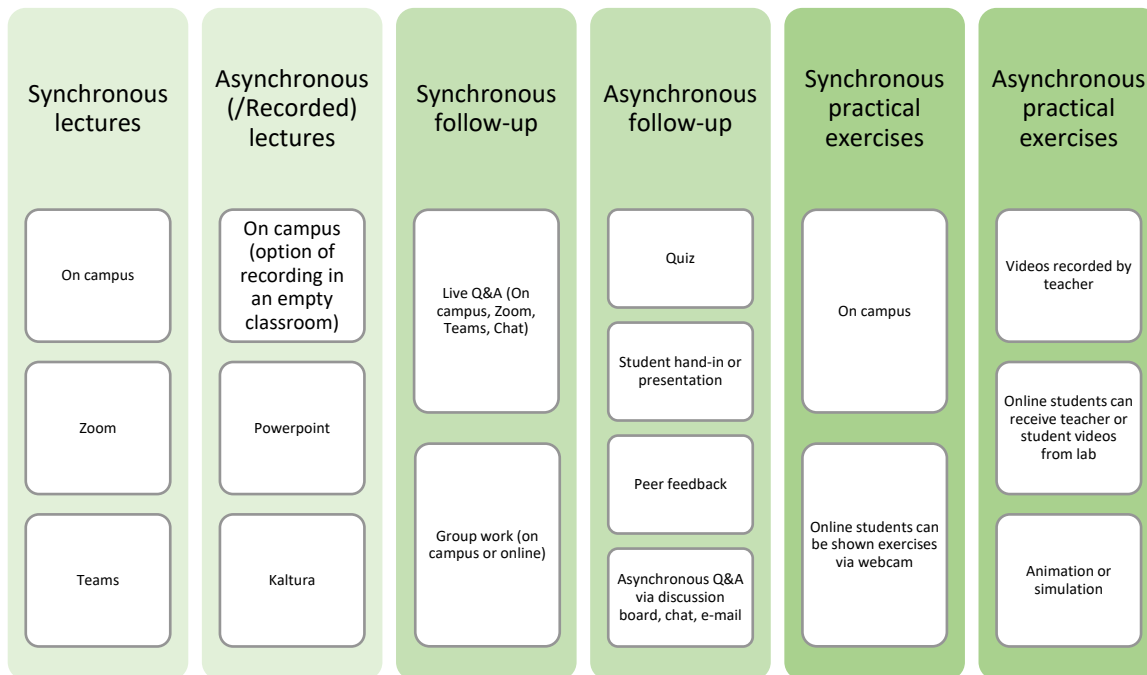 Synchronous
lectures
On campus
Zoom
Teams
Asynchronous
(/Recorded)
lectures
On campus
(option of
recording in
an empty
classroom)
Powerpoint
Kaltura
Synchronous
follow-up
Live Q&A (On
campus, Zoom,
Teams, Chat)
Group work (on
campus or online)
Asynchronous
follow-up
Quiz
Student hand-in or
presentation
Peer feedback
Asynchronous Q&A
via discussion
board, chat, e-mail
Synchronous
practical
exercises
On campus
Online students can
be shown exercises
via webcam
Asynchronous
practical
exercises
Videos recorded by
teacher
Online students can
receive teacher or
student videos
from lab
Animation or
simulation